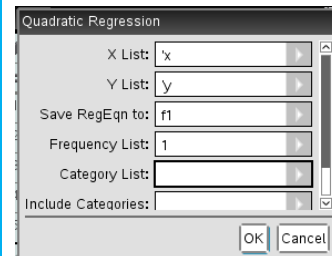 Quadratic Regression
X List: 'x
Y List: 'y
Save RegEqn to: f1
Frequency List: 1
Category List:
Include Categories:
OK Cancel